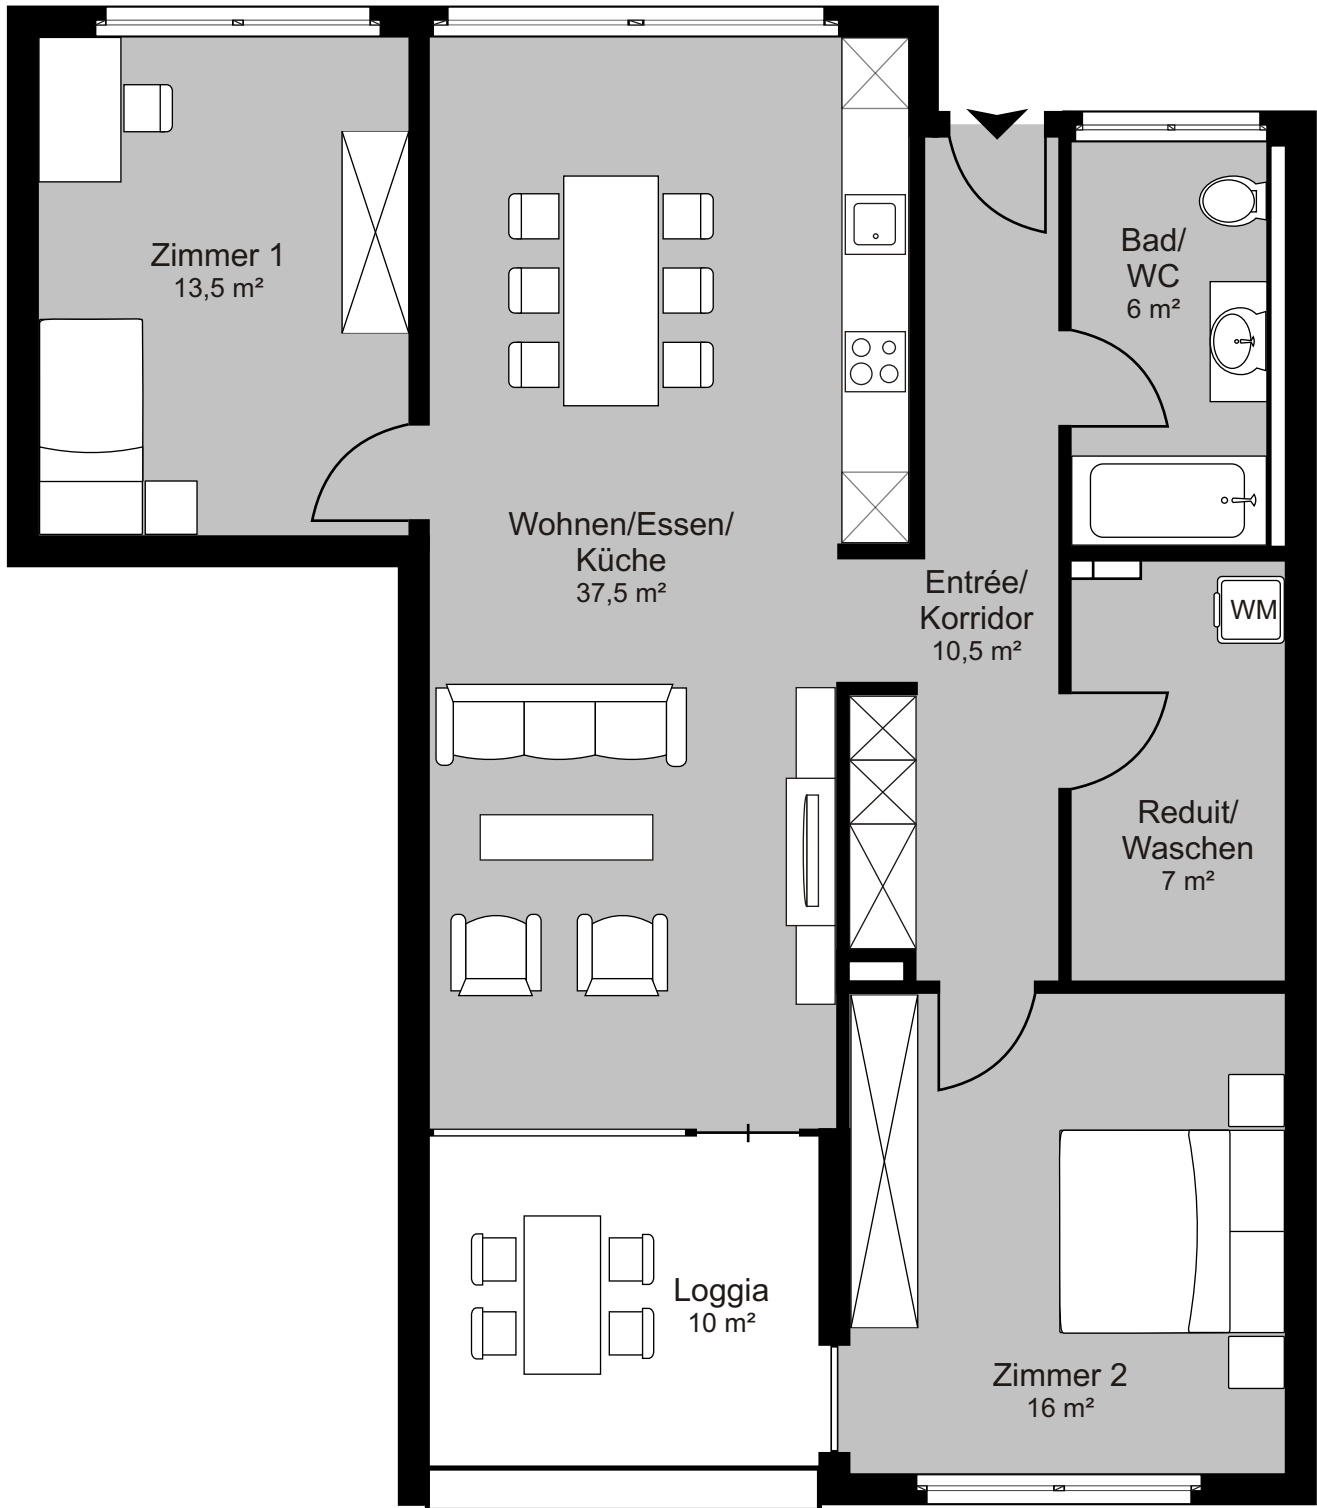 Zimmer 1
13,5 m²
Bad/
WC
6 m²
Wohnen/Essen/
Küche
37,5 m²
Entrée/
Korridor
10,5 m²
WM
Reduit/
Waschen
7 m²
Loggia
10 m²
Zimmer 2
16 m²